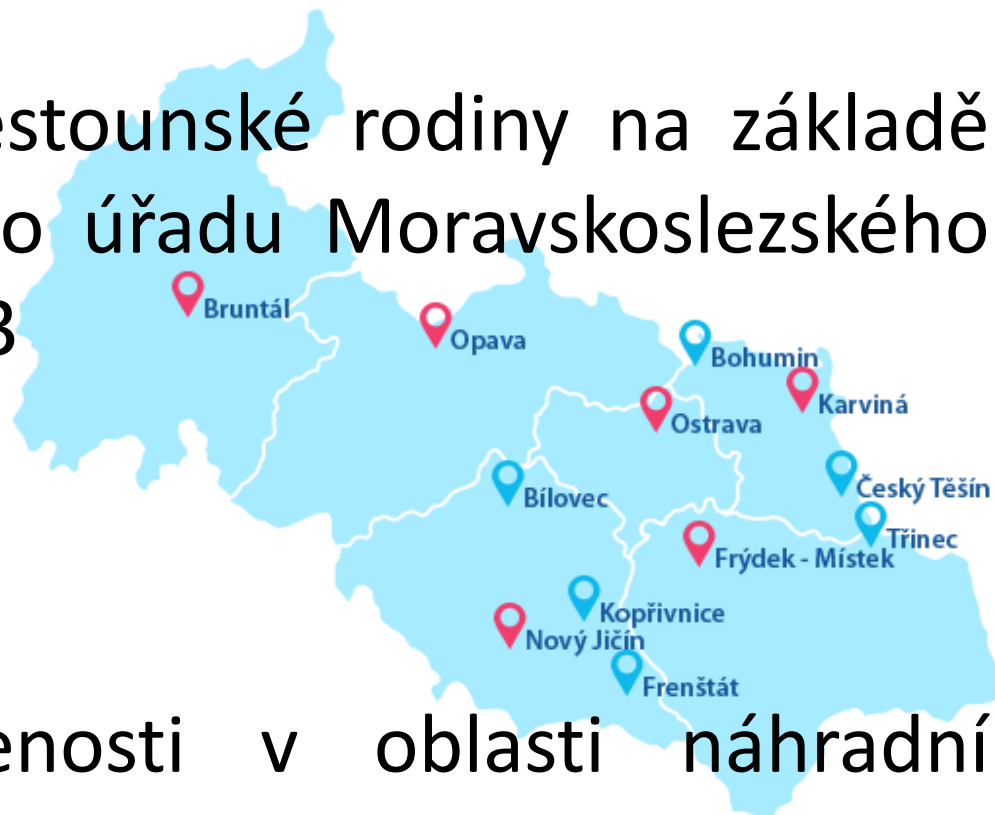 estounské rodiny na základě
o úřadu Moravskoslezského
3
Bruntál
Opava
Bohumin
Karviná
Ostrava
Český Těšín
Bílovec
Třinec
Frýdek - Místek
Kopřivnice
Nový Jičín
Frenštát
enosti v oblasti náhradní